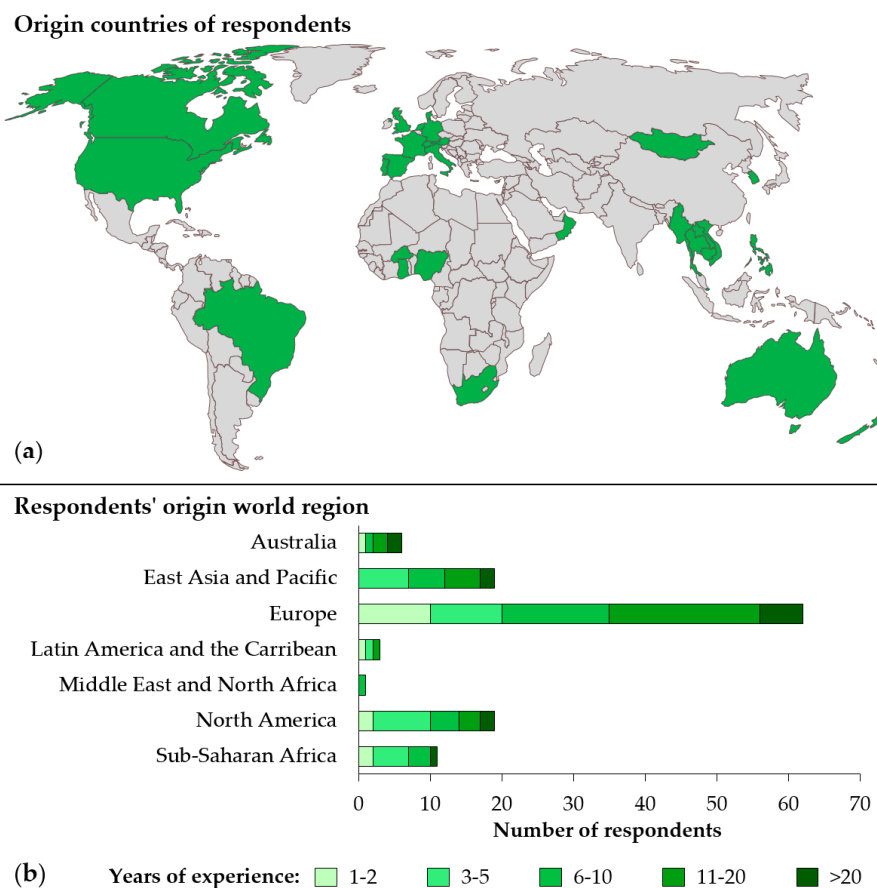 Origin countries of respondents
(a)
Respondents' origin world region
Australia
East Asia and Pacific
Europe
Latin America and the Carribean
Middle East and North Africa
North America
Sub-Saharan Africa
0 10 20 30 40 50 60 70
Number of respondents
(b) Years of experience: 1-2 3-5 6-10 11-20 >20